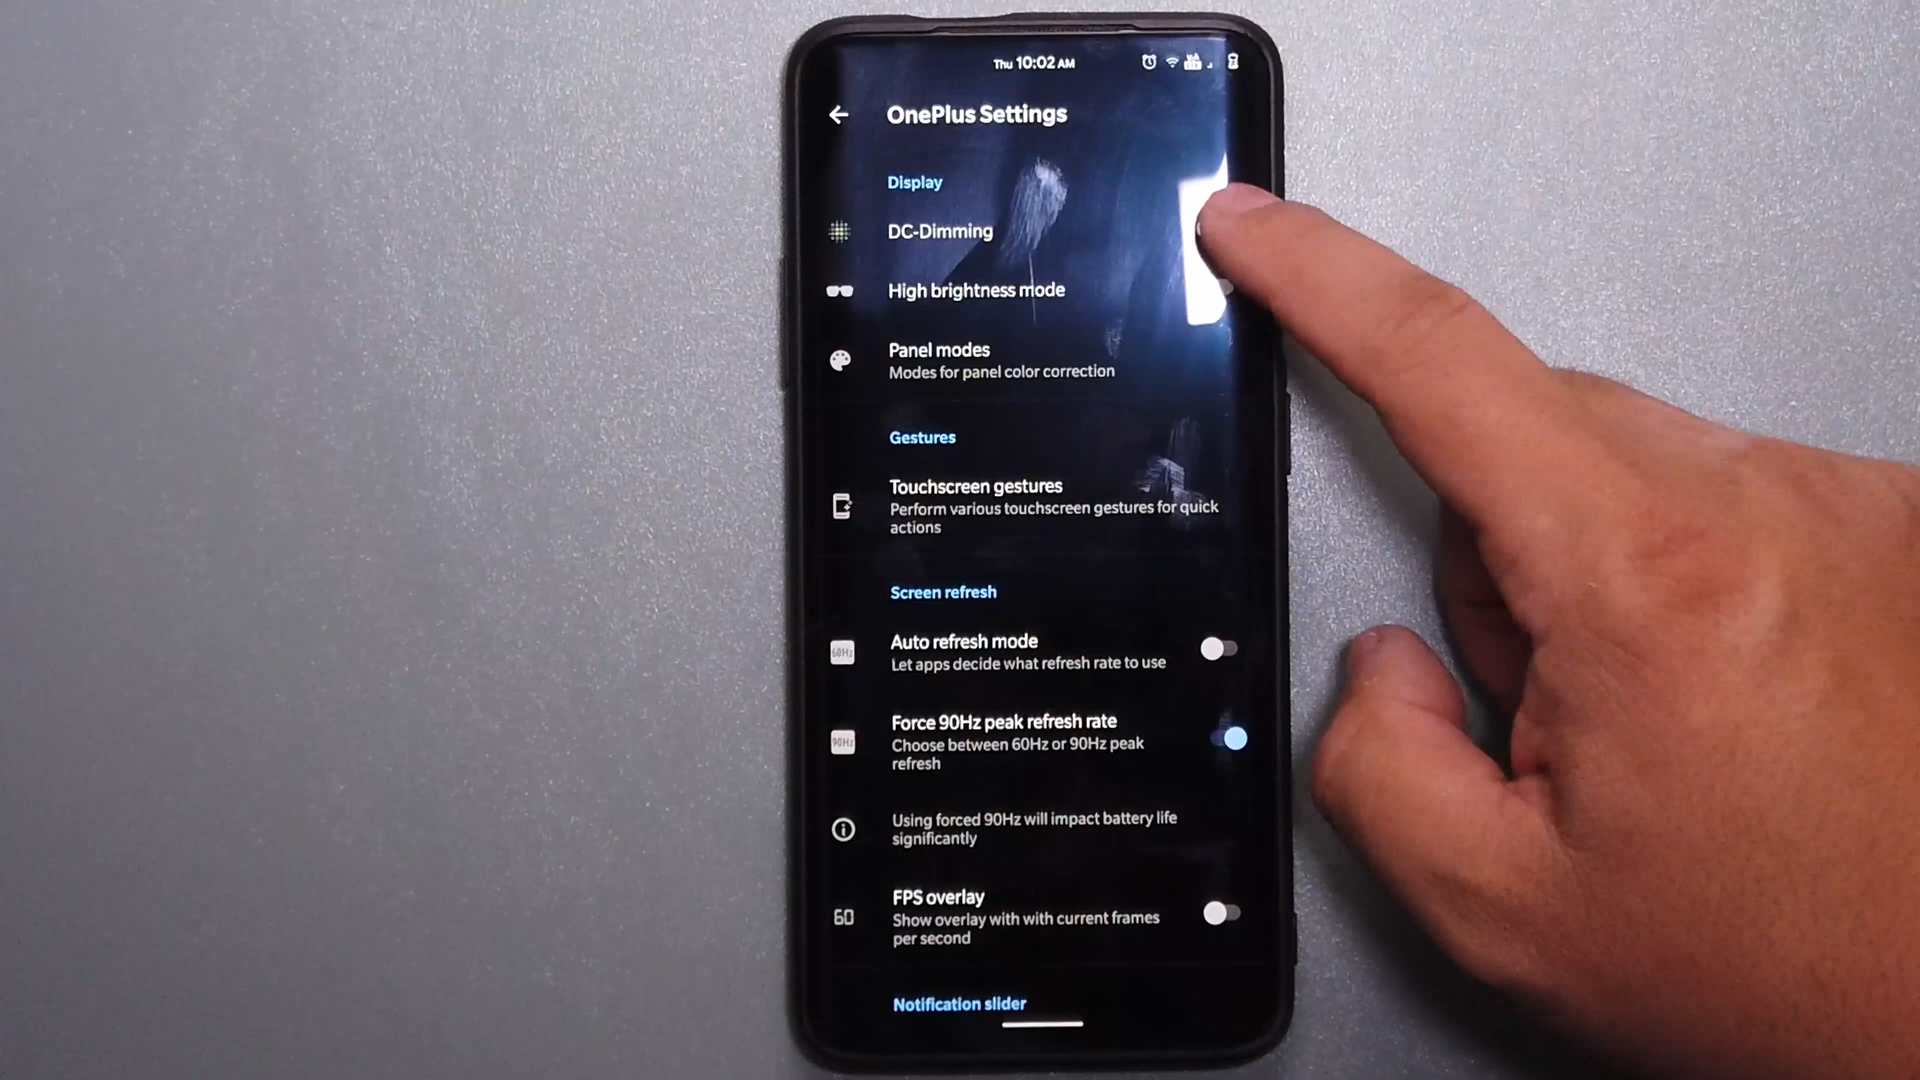 Thu 10:02 AM
OnePlus Settings
Display
DC-Dimming
High brightness mode
Panel modes
Modes for panel color correction
Gestures
Touchscreen gestures
Perform various touchscreen gestures for quick
actions
Screen refresh
60Hz
Auto refresh mode
Let apps decide what refresh rate to use
90Hz
Force 90Hz peak refresh rate
Choose between 60Hz or 90Hz peak
refresh
Using forced 90Hz will impact battery life
significantly
60
FPS overlay
Show overlay with with current frames
per second
Notification slider